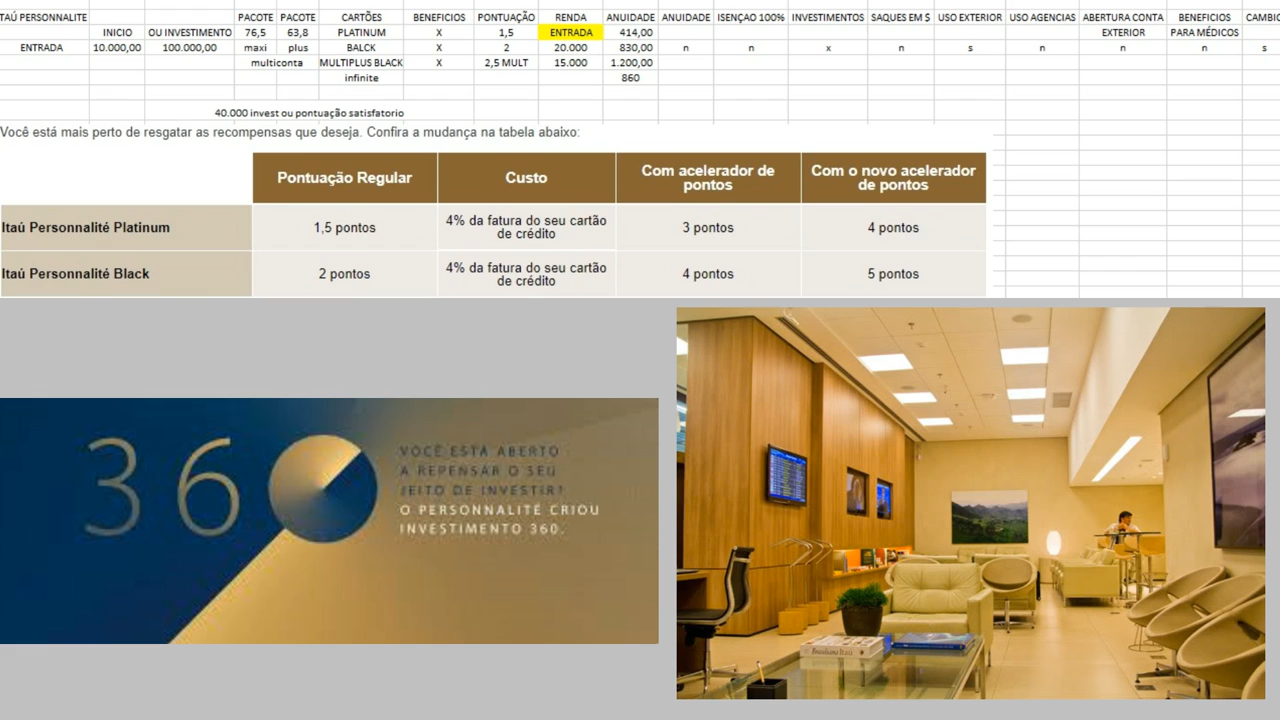 ITAÚ PERSONNALITE PACOTE PACOTE CARTÕES BENEFICIOS PONTUAÇÃO RENDA ANUIDADE ANUIDADE ISENÇAO 100% INVESTIMENTOS SAQUES EM $ USO EXTERIOR USO AGENCIAS ABERTURA CONTA BENEFICIOS CAMBIO
INICIO OU INVESTIMENTO 76,5 63,8 PLATINUM X 1,5 ENTRADA 414,00 EXTERIOR PARA MÉDICOS
ENTRADA 10.000,00 100.000,00 maxi plus BALCK X 2 20.000 830,00 n n x n s n n n s
multiconta MULTIPLUS BLACK X 2,5 MULT 15.000 1.200,00
infinite 860
40.000 invest ou pontuação satisfatorio
Você está mais perto de resgatar as recompensas que deseja. Confira a mudança na tabela abaixo:
Pontuação Regular Custo Com acelerador de pontos Com o novo acelerador de pontos
Itaú Personnalité Platinum 1,5 pontos 4% da fatura do seu cartão de crédito 3 pontos 4 pontos
Itaú Personnalité Black 2 pontos 4% da fatura do seu cartão de crédito 4 pontos 5 pontos
360
VOCÊ ESTÁ ABERTO
A REPENSAR O SEU
JEITO DE INVESTIR?
O PERSONNALITÉ CRIOU
INVESTIMENTO 360.
Brasiliana Itaú